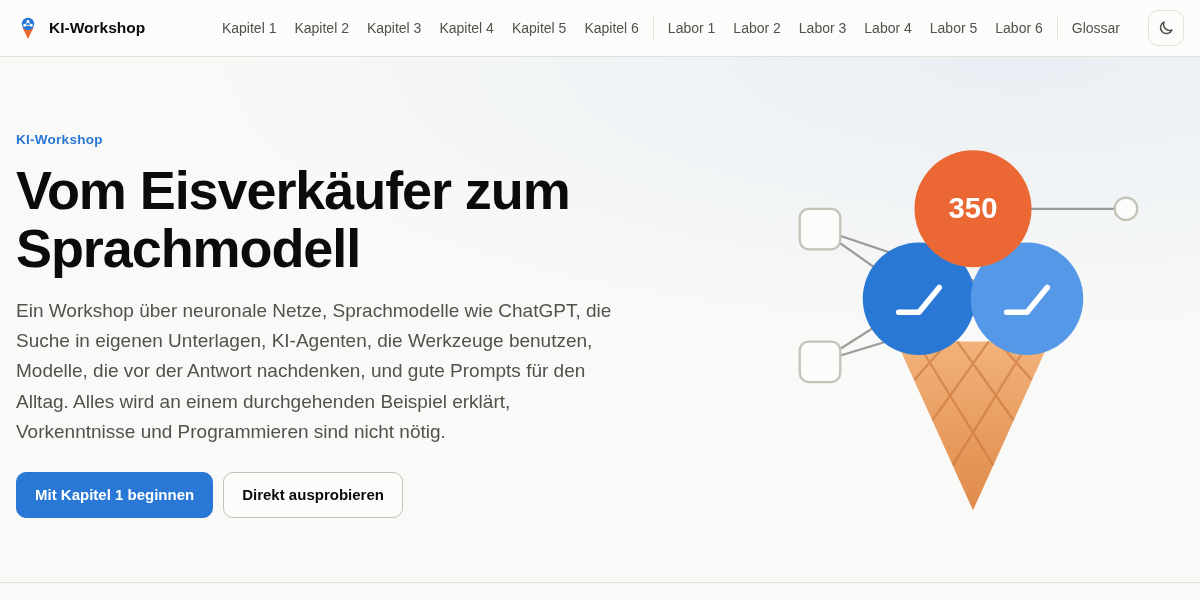 KI-Workshop
Kapitel 1 Kapitel 2 Kapitel 3 Kapitel 4 Kapitel 5 Kapitel 6 Labor 1 Labor 2 Labor 3 Labor 4 Labor 5 Labor 6 Glossar
KI-Workshop
Vom Eisverkäufer zum
Sprachmodell
Ein Workshop über neuronale Netze, Sprachmodelle wie ChatGPT, die
Suche in eigenen Unterlagen, KI-Agenten, die Werkzeuge benutzen,
Modelle, die vor der Antwort nachdenken, und gute Prompts für den
Alltag. Alles wird an einem durchgehenden Beispiel erklärt,
Vorkenntnisse und Programmieren sind nicht nötig.
Mit Kapitel 1 beginnen
Direkt ausprobieren
350